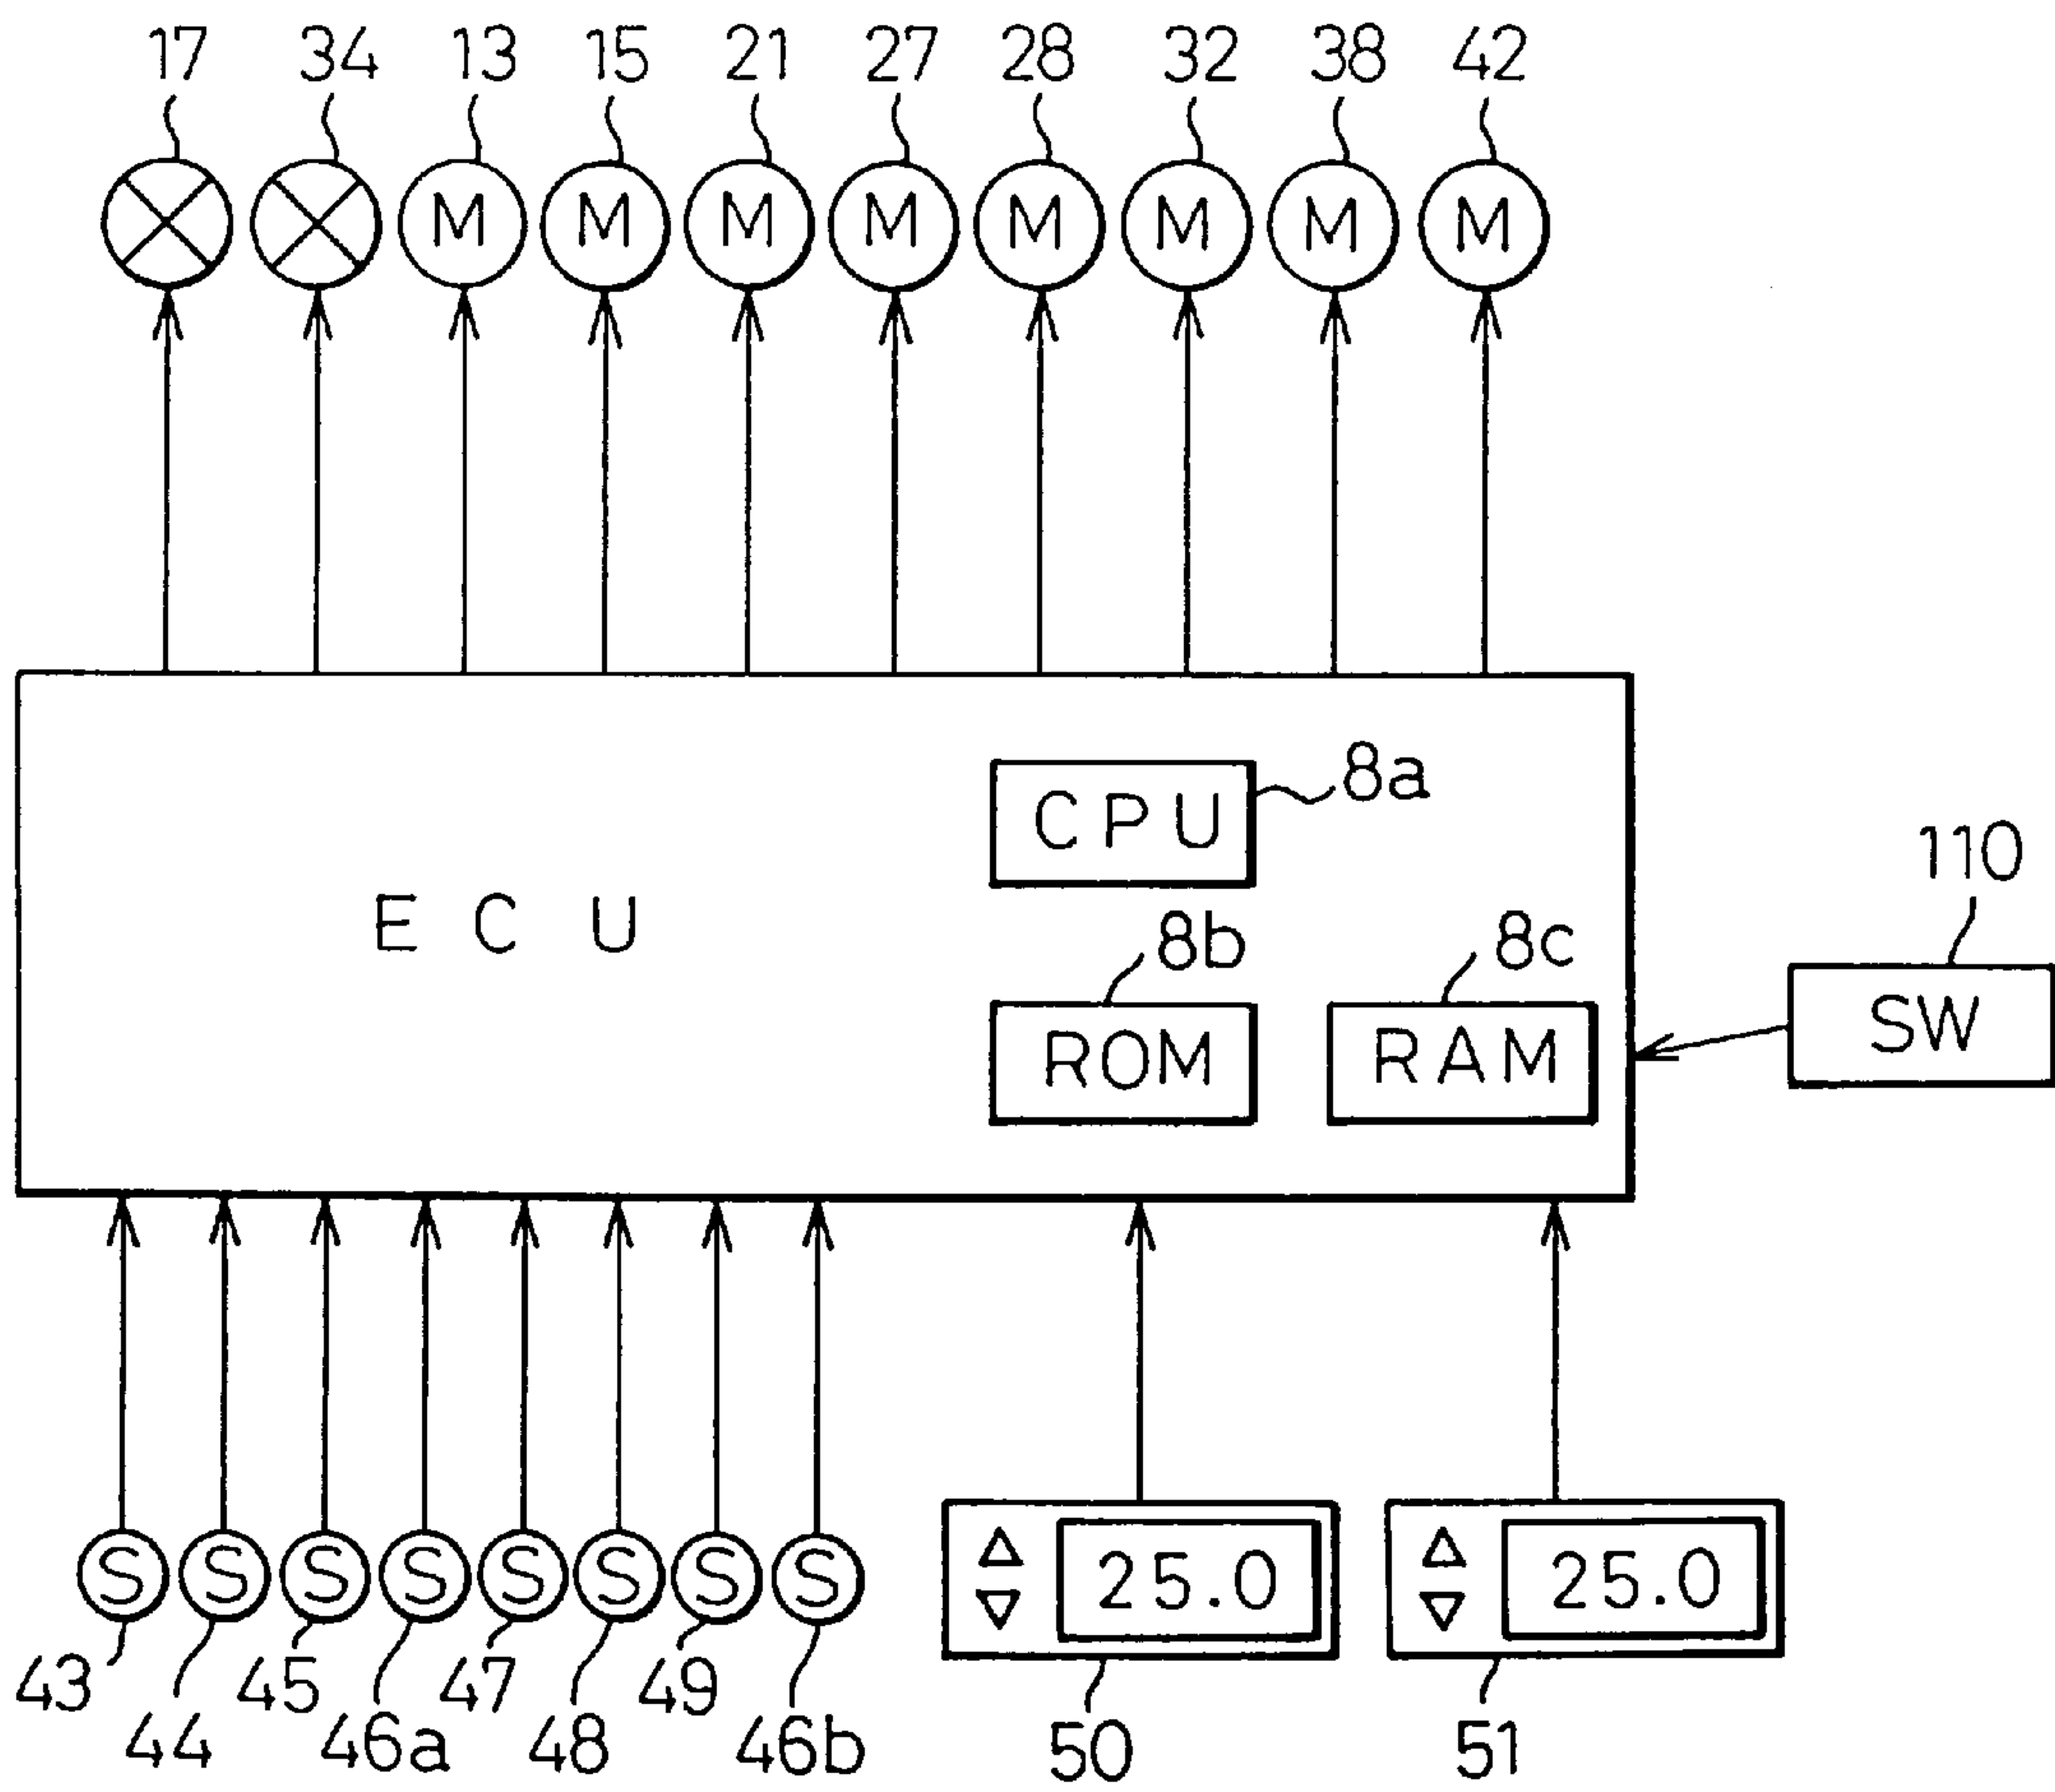 17 34 13 15 21 27 28 32 38 42
M M M M M M M M
CPU 8a
110
ECU
8b 8c
SW
ROM RAM
S S S S S S S S
25.0 25.0
43 45 47 49
44 46a 48 46b 50 51